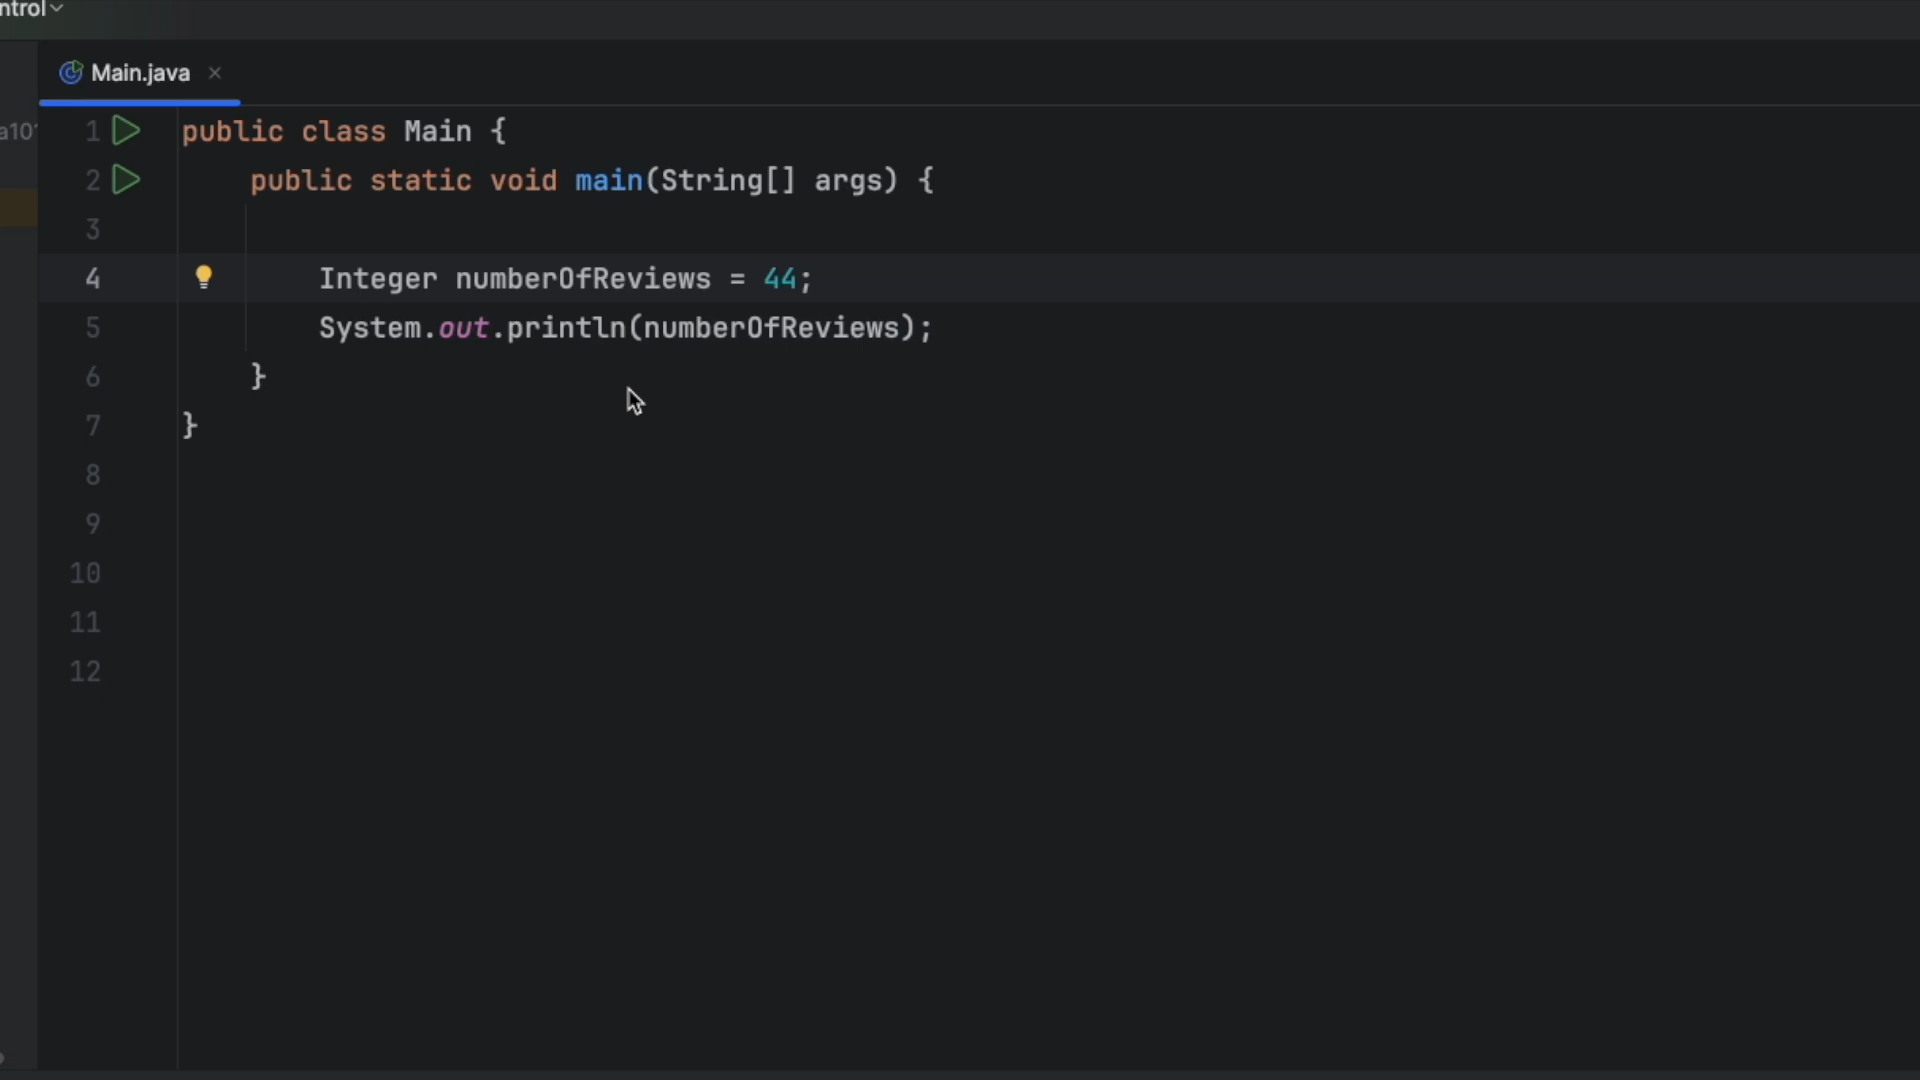 ntrol
Main.java
a10
1 public class Main {
2 public static void main(String[] args) {
3
4 Integer numberOfReviews = 44;
5 System.out.println(numberOfReviews);
6 }
7 }
8
9
10
11
12